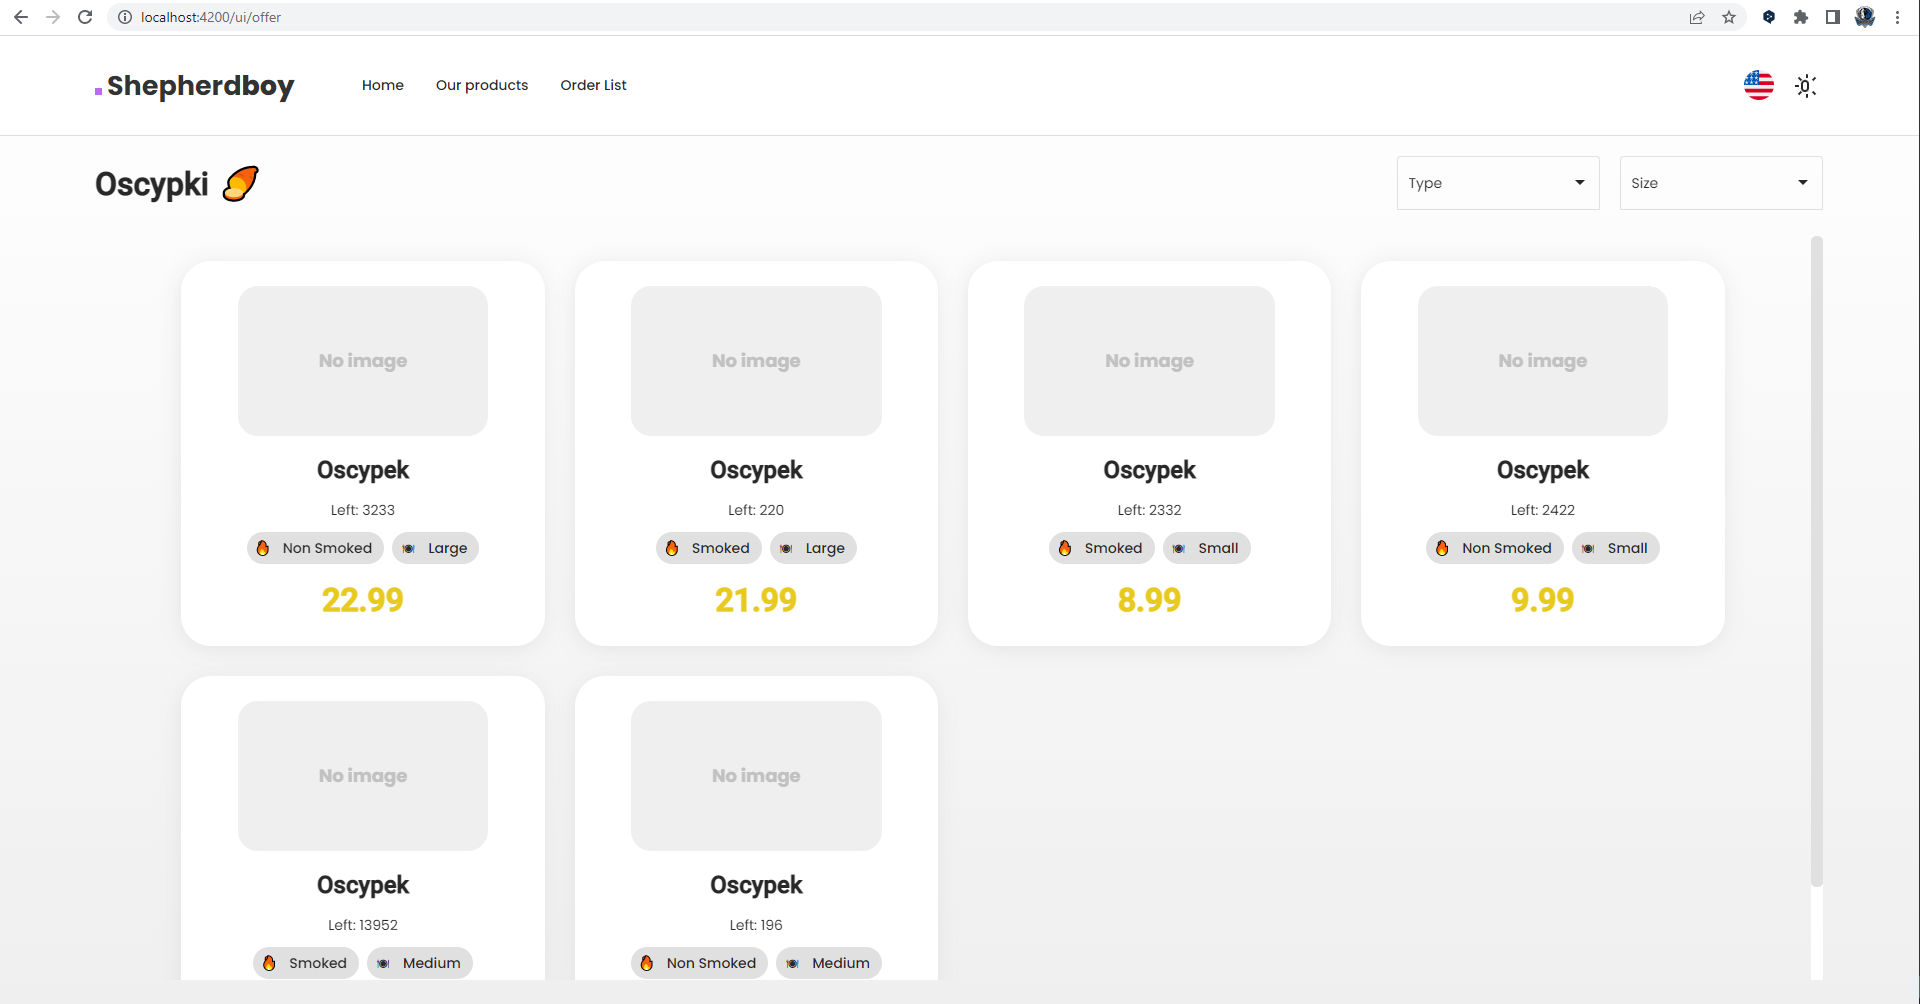 localhost:4200/ui/offer
Shepherdboy
Home
Our products
Order List
Oscypki
Type
Size
No image
Oscypek
Left: 3233
Non Smoked
Large
22.99
No image
Oscypek
Left: 220
Smoked
Large
21.99
No image
Oscypek
Left: 2332
Smoked
Small
8.99
No image
Oscypek
Left: 2422
Non Smoked
Small
9.99
No image
Oscypek
Left: 13952
Smoked
Medium
No image
Oscypek
Left: 196
Non Smoked
Medium